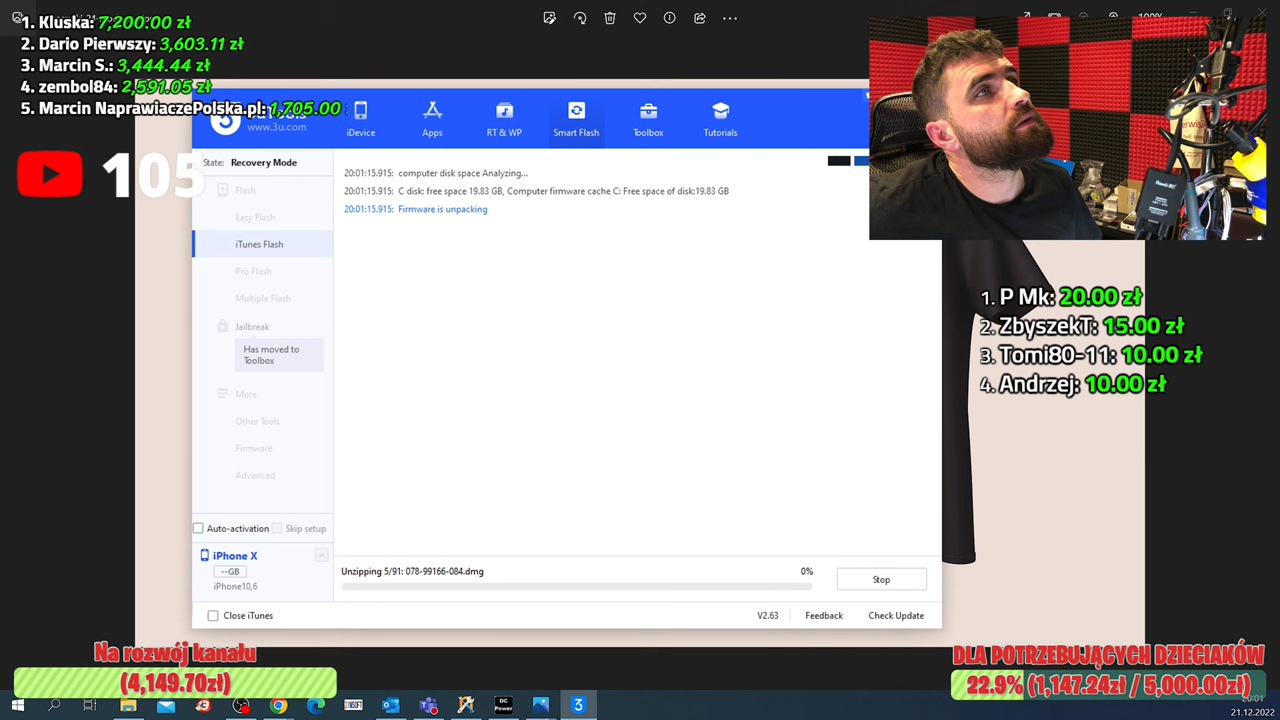 1. Kluska: 7,200.00 zł
2. Dario Pierwszy: 3,603.11 zł
3. Marcin S.: 3,444.44 zł
4. zembol84: 2,591.05 zł
5. Marcin NaprawiaczePolska.pl: 1,705.00
105
100%
www.3u.com
iDevice
Apps
RT & WP
Smart Flash
Toolbox
Tutorials
State: Recovery Mode
Flash
Easy Flash
iTunes Flash
Pro Flash
Multiple Flash
Jailbreak
Has moved to
Toolbox
More
Other Tools
Firmware
Advanced
Auto-activation
Skip setup
iPhone X
--GB
iPhone10,6
Close iTunes
20:01:15.915: computer disk space Analyzing...
20:01:15.915: C disk: free space 19.83 GB, Computer firmware cache C: Free space of disk:19.83 GB
20:01:15.915: Firmware is unpacking
Unzipping 5/91: 078-99166-084.dmg
0%
Stop
V2.63
Feedback
Check Update
1. P Mk: 20.00 zł
2. ZbyszekT: 15.00 zł
3. Tomi80-11: 10.00 zł
4. Andrzej: 10.00 zł
Na rozwój kanału
(4,149.70zł)
DLA POTRZEBUJĄCYCH DZIECIAKÓW
22.9% (1,147.24zł / 5,000.00zł)
DC
Power
20:01
21.12.2022